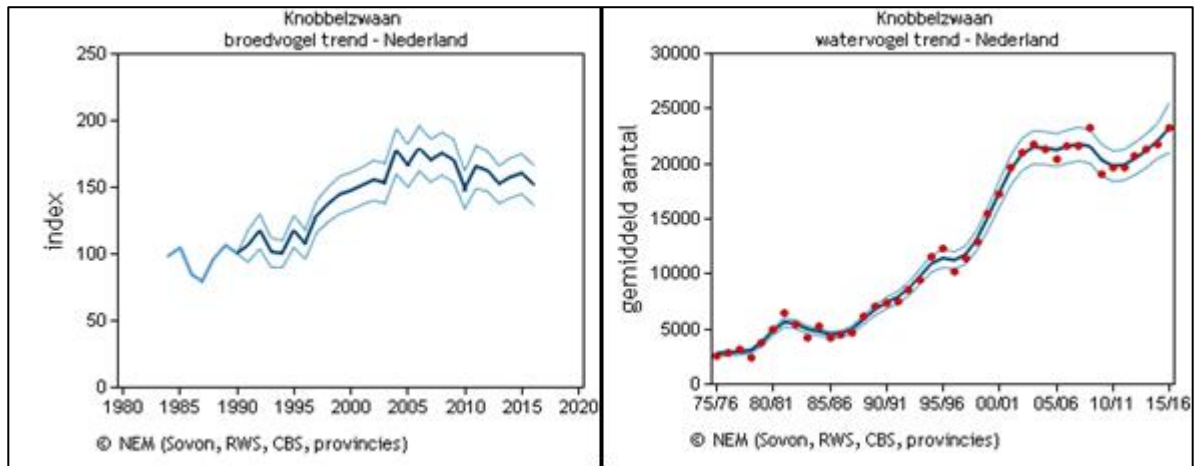 Knobbelzwaan
broedvogel trend - Nederland
250
200
150
100
50
0
index
1980 1985 1990 1995 2000 2005 2010 2015 2020
© NEM (Sovon, RWS, CBS, provincies)
Knobbelzwaan
watervogel trend - Nederland
30000
25000
20000
15000
10000
5000
0
gemiddeld aantal
75/76 80/81 85/86 90/91 95/96 00/01 05/06 10/11 15/16
© NEM (Sovon, RWS, CBS, provincies)